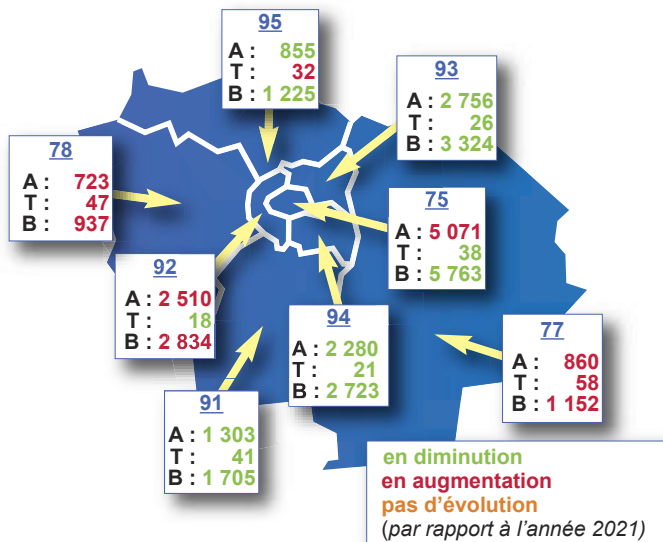 95
A : 855
T : 32
B : 1 225
93
A : 2 756
T : 26
B : 3 324
78
A : 723
T : 47
B : 937
75
A : 5 071
T : 38
B : 5 763
92
A : 2 510
T : 18
B : 2 834
94
A : 2 280
T : 21
B : 2 723
77
A : 860
T : 58
B : 1 152
91
A : 1 303
T : 41
B : 1 705
en diminution
en augmentation
pas d'évolution
(par rapport à l'année 2021)